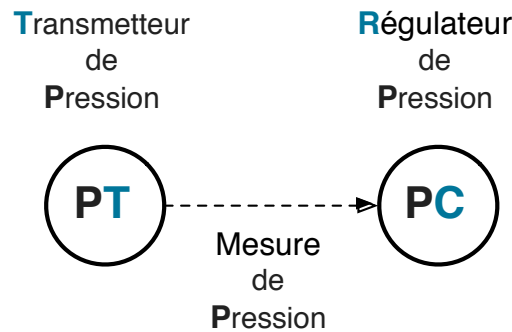 Transmetteur
de
Pression
Régulateur
de
Pression
PT
PC
Mesure
de
Pression